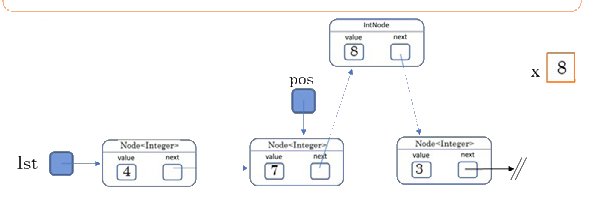 IntNode
value next
8
x 8
pos
lst
Node<Integer>
value next
4
Node<Integer>
value next
7
Node<Integer>
value next
3